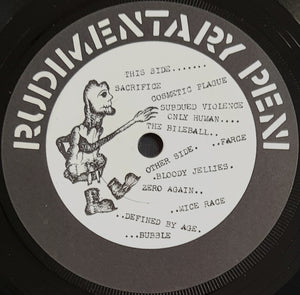 RUDIMENTARY PENI
THIS SIDE.......
SACRIFICE
COSMETIC PLAGUE
SUBDUED VIOLENCE
ONLY HUMAN....
THE BILEBALL..
OTHER SIDE. ..FARCE
.BLOODY JELLIES.
ZERO AGAIN..
..MICE RACE
..DEFINED BY AGE.
...BUBBLE